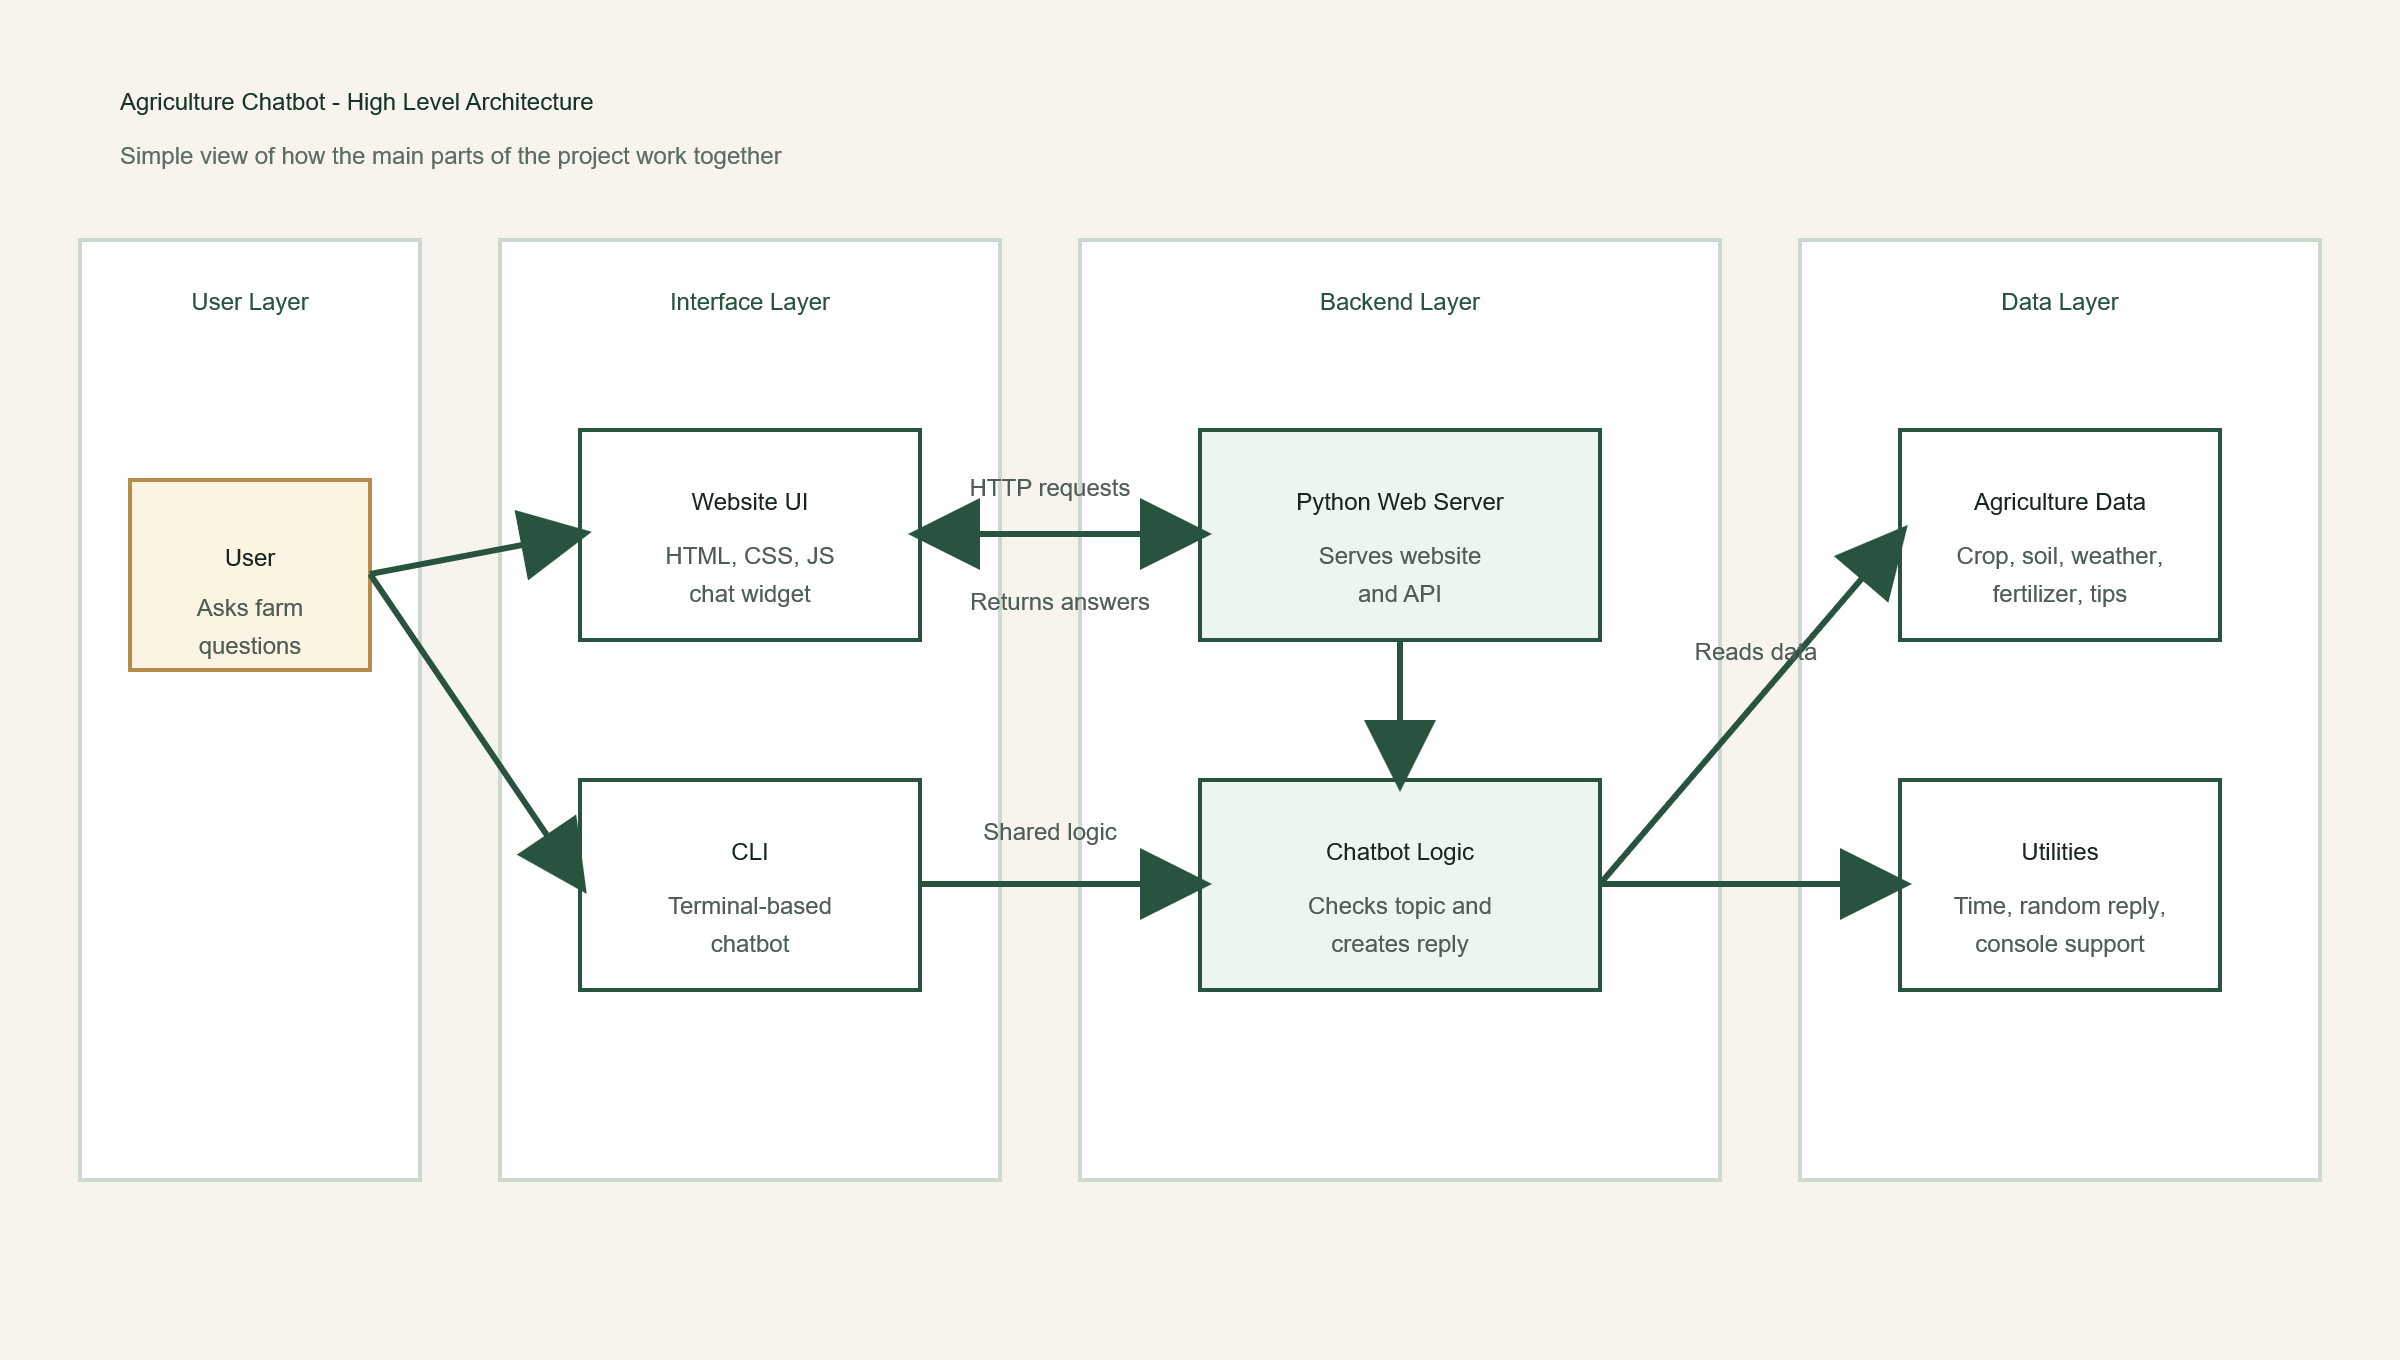 Agriculture Chatbot - High Level Architecture
Simple view of how the main parts of the project work together
User Layer
User
Asks farm
questions
Interface Layer
Website UI
HTML, CSS, JS
chat widget
CLI
Terminal-based
chatbot
HTTP requests
Returns answers
Shared logic
Backend Layer
Python Web Server
Serves website
and API
Chatbot Logic
Checks topic and
creates reply
Reads data
Data Layer
Agriculture Data
Crop, soil, weather,
fertilizer, tips
Utilities
Time, random reply,
console support